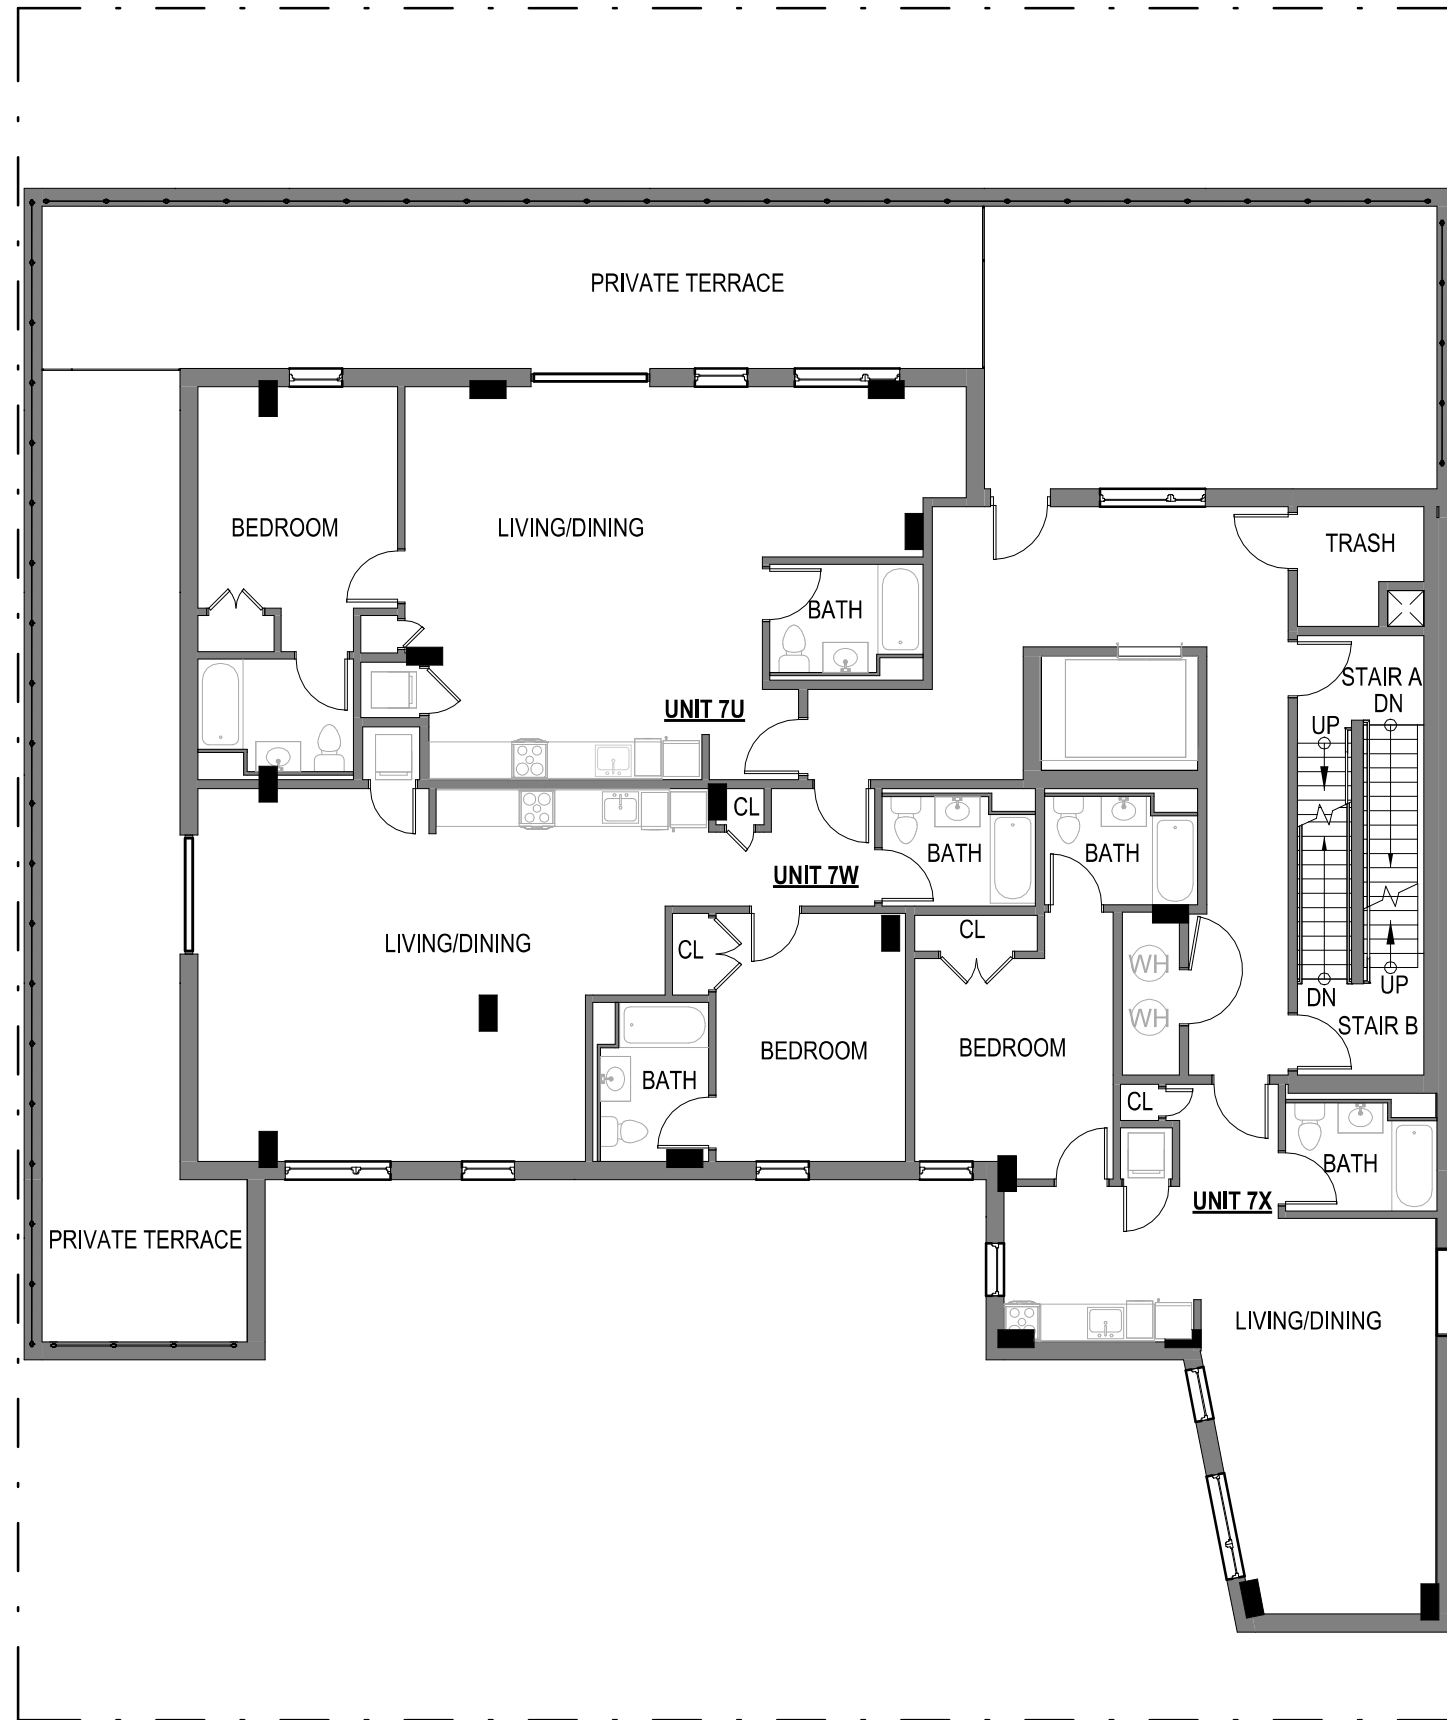 PRIVATE TERRACE
BEDROOM
LIVING/DINING
TRASH
BATH
STAIR A
DN
UP
UNIT 7U
CL
BATH
BATH
UNIT 7W
LIVING/DINING
CL
CL
WH
WH
DN
UP
STAIR B
BEDROOM
BEDROOM
BATH
CL
BATH
UNIT 7X
PRIVATE TERRACE
LIVING/DINING